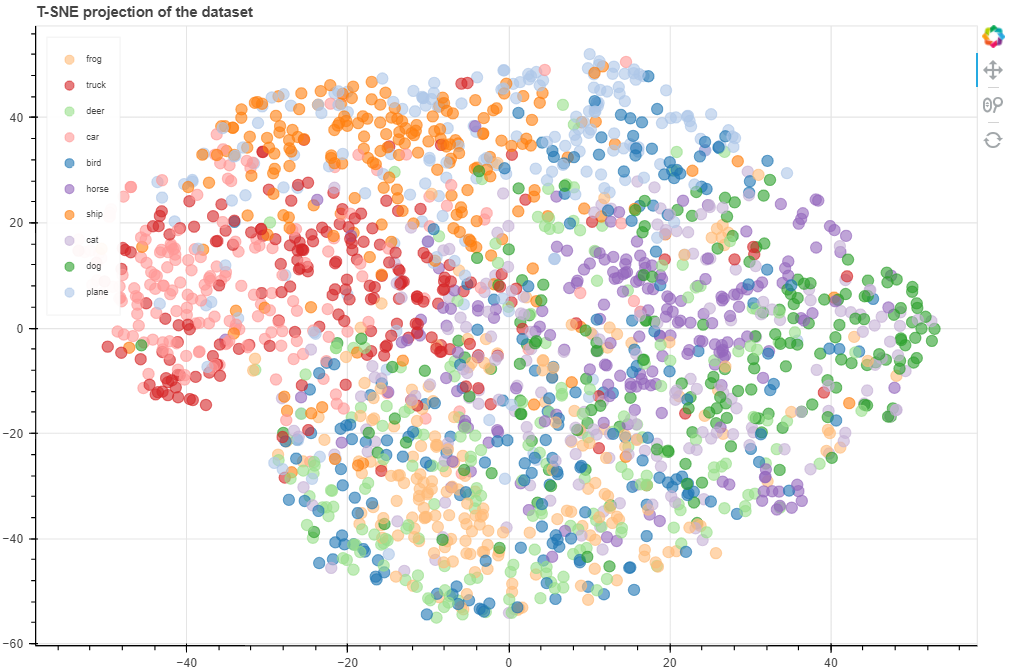 T-SNE projection of the dataset
frog
truck
deer
car
bird
horse
ship
cat
dog
plane
40
20
0
−20
−40
−60
−40
−20
0
20
40